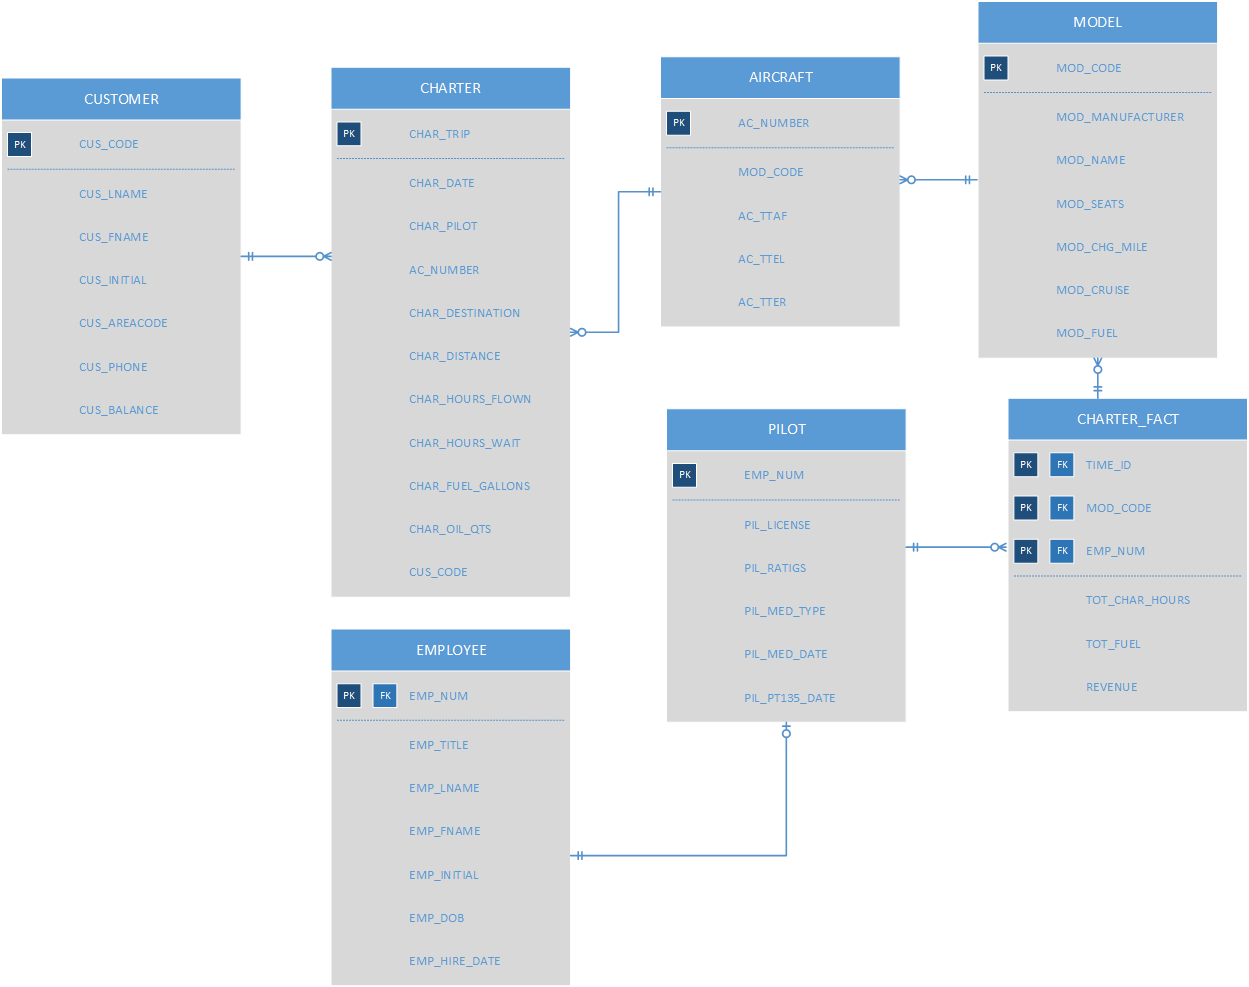 CUSTOMER
PK CUS_CODE
CUS_LNAME
CUS_FNAME
CUS_INITIAL
CUS_AREACODE
CUS_PHONE
CUS_BALANCE
CHARTER
PK CHAR_TRIP
CHAR_DATE
CHAR_PILOT
AC_NUMBER
CHAR_DESTINATION
CHAR_DISTANCE
CHAR_HOURS_FLOWN
CHAR_HOURS_WAIT
CHAR_FUEL_GALLONS
CHAR_OIL_QTS
CUS_CODE
AIRCRAFT
PK AC_NUMBER
MOD_CODE
AC_TTAF
AC_TTEL
AC_TTER
MODEL
PK MOD_CODE
MOD_MANUFACTURER
MOD_NAME
MOD_SEATS
MOD_CHG_MILE
MOD_CRUISE
MOD_FUEL
PILOT
PK EMP_NUM
PIL_LICENSE
PIL_RATIGS
PIL_MED_TYPE
PIL_MED_DATE
PIL_PT135_DATE
CHARTER_FACT
PK FK TIME_ID
PK FK MOD_CODE
PK FK EMP_NUM
TOT_CHAR_HOURS
TOT_FUEL
REVENUE
EMPLOYEE
PK FK EMP_NUM
EMP_TITLE
EMP_LNAME
EMP_FNAME
EMP_INITIAL
EMP_DOB
EMP_HIRE_DATE